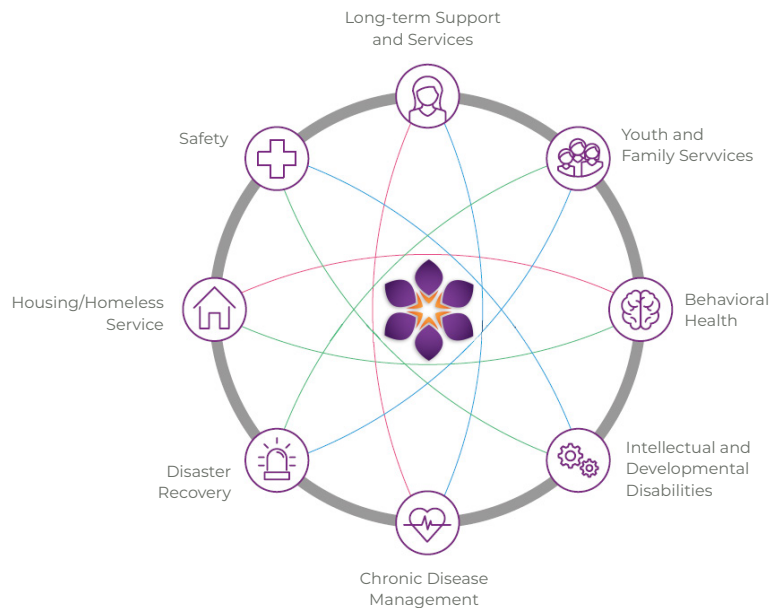 Long-term Support
and Services
Youth and
Family Servvices
Behavioral
Health
Intellectual and
Developmental
Disabilities
Chronic Disease
Management
Disaster
Recovery
Housing/Homeless
Service
Safety